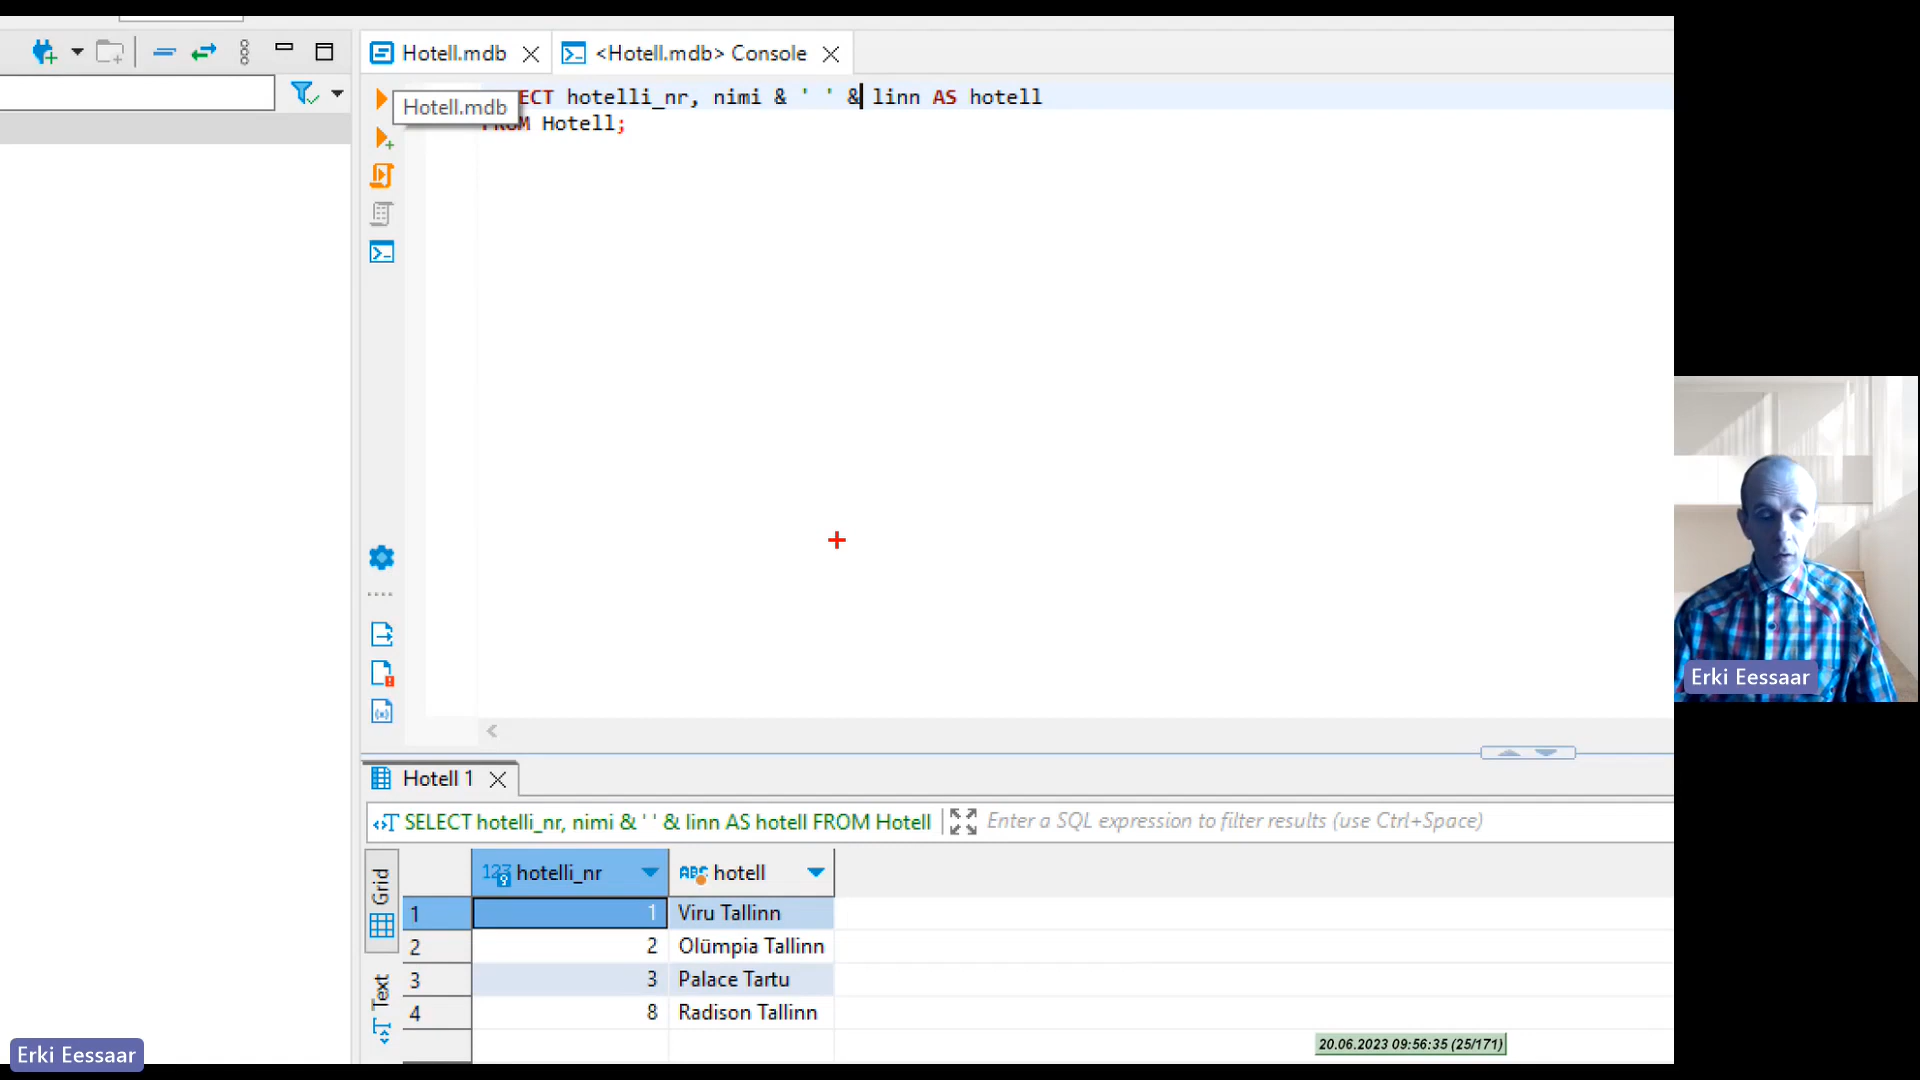 Hotell.mdb
<Hotell.mdb> Console
ECT hotelli_nr, nimi & ' ' & linn AS hotell
Hotell.mdb
FROM Hotell;
Erki Eessaar
Hotell 1
T SELECT hotelli_nr, nimi & ' ' & linn AS hotell FROM Hotell
Enter a SQL expression to filter results (use Ctrl+Space)
Grid
123 hotelli_nr
ABC hotell
1 1 Viru Tallinn
2 2 Olümpia Tallinn
3 3 Palace Tartu
4 8 Radison Tallinn
Text
20.06.2023 09:56:35 (25/171)
Erki Eessaar